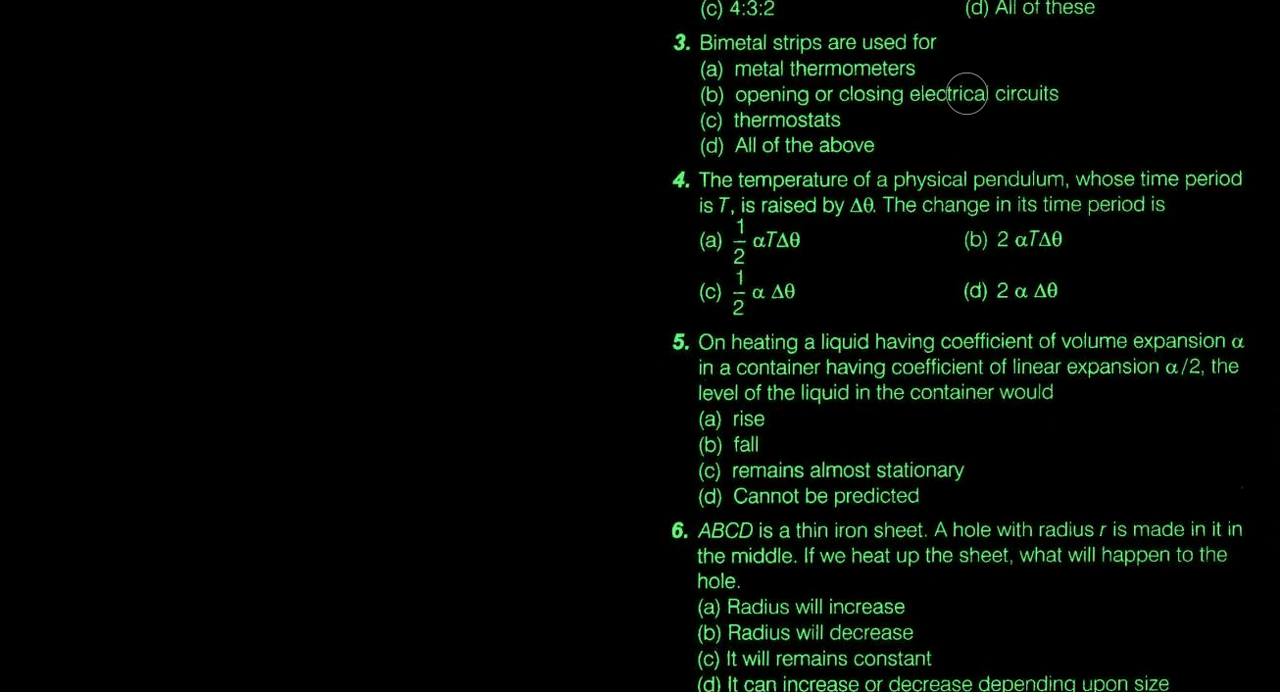 (c) 4:3:2 (d) All of these
3. Bimetal strips are used for
(a) metal thermometers
(b) opening or closing electrical circuits
(c) thermostats
(d) All of the above
4. The temperature of a physical pendulum, whose time period
is T, is raised by Δθ. The change in its time period is
(a) 1/2 αTΔθ (b) 2 αTΔθ
(c) 1/2 α Δθ (d) 2 α Δθ
5. On heating a liquid having coefficient of volume expansion α
in a container having coefficient of linear expansion α/2, the
level of the liquid in the container would
(a) rise
(b) fall
(c) remains almost stationary
(d) Cannot be predicted
6. ABCD is a thin iron sheet. A hole with radius r is made in it in
the middle. If we heat up the sheet, what will happen to the
hole.
(a) Radius will increase
(b) Radius will decrease
(c) It will remains constant
(d) It can increase or decrease depending upon size